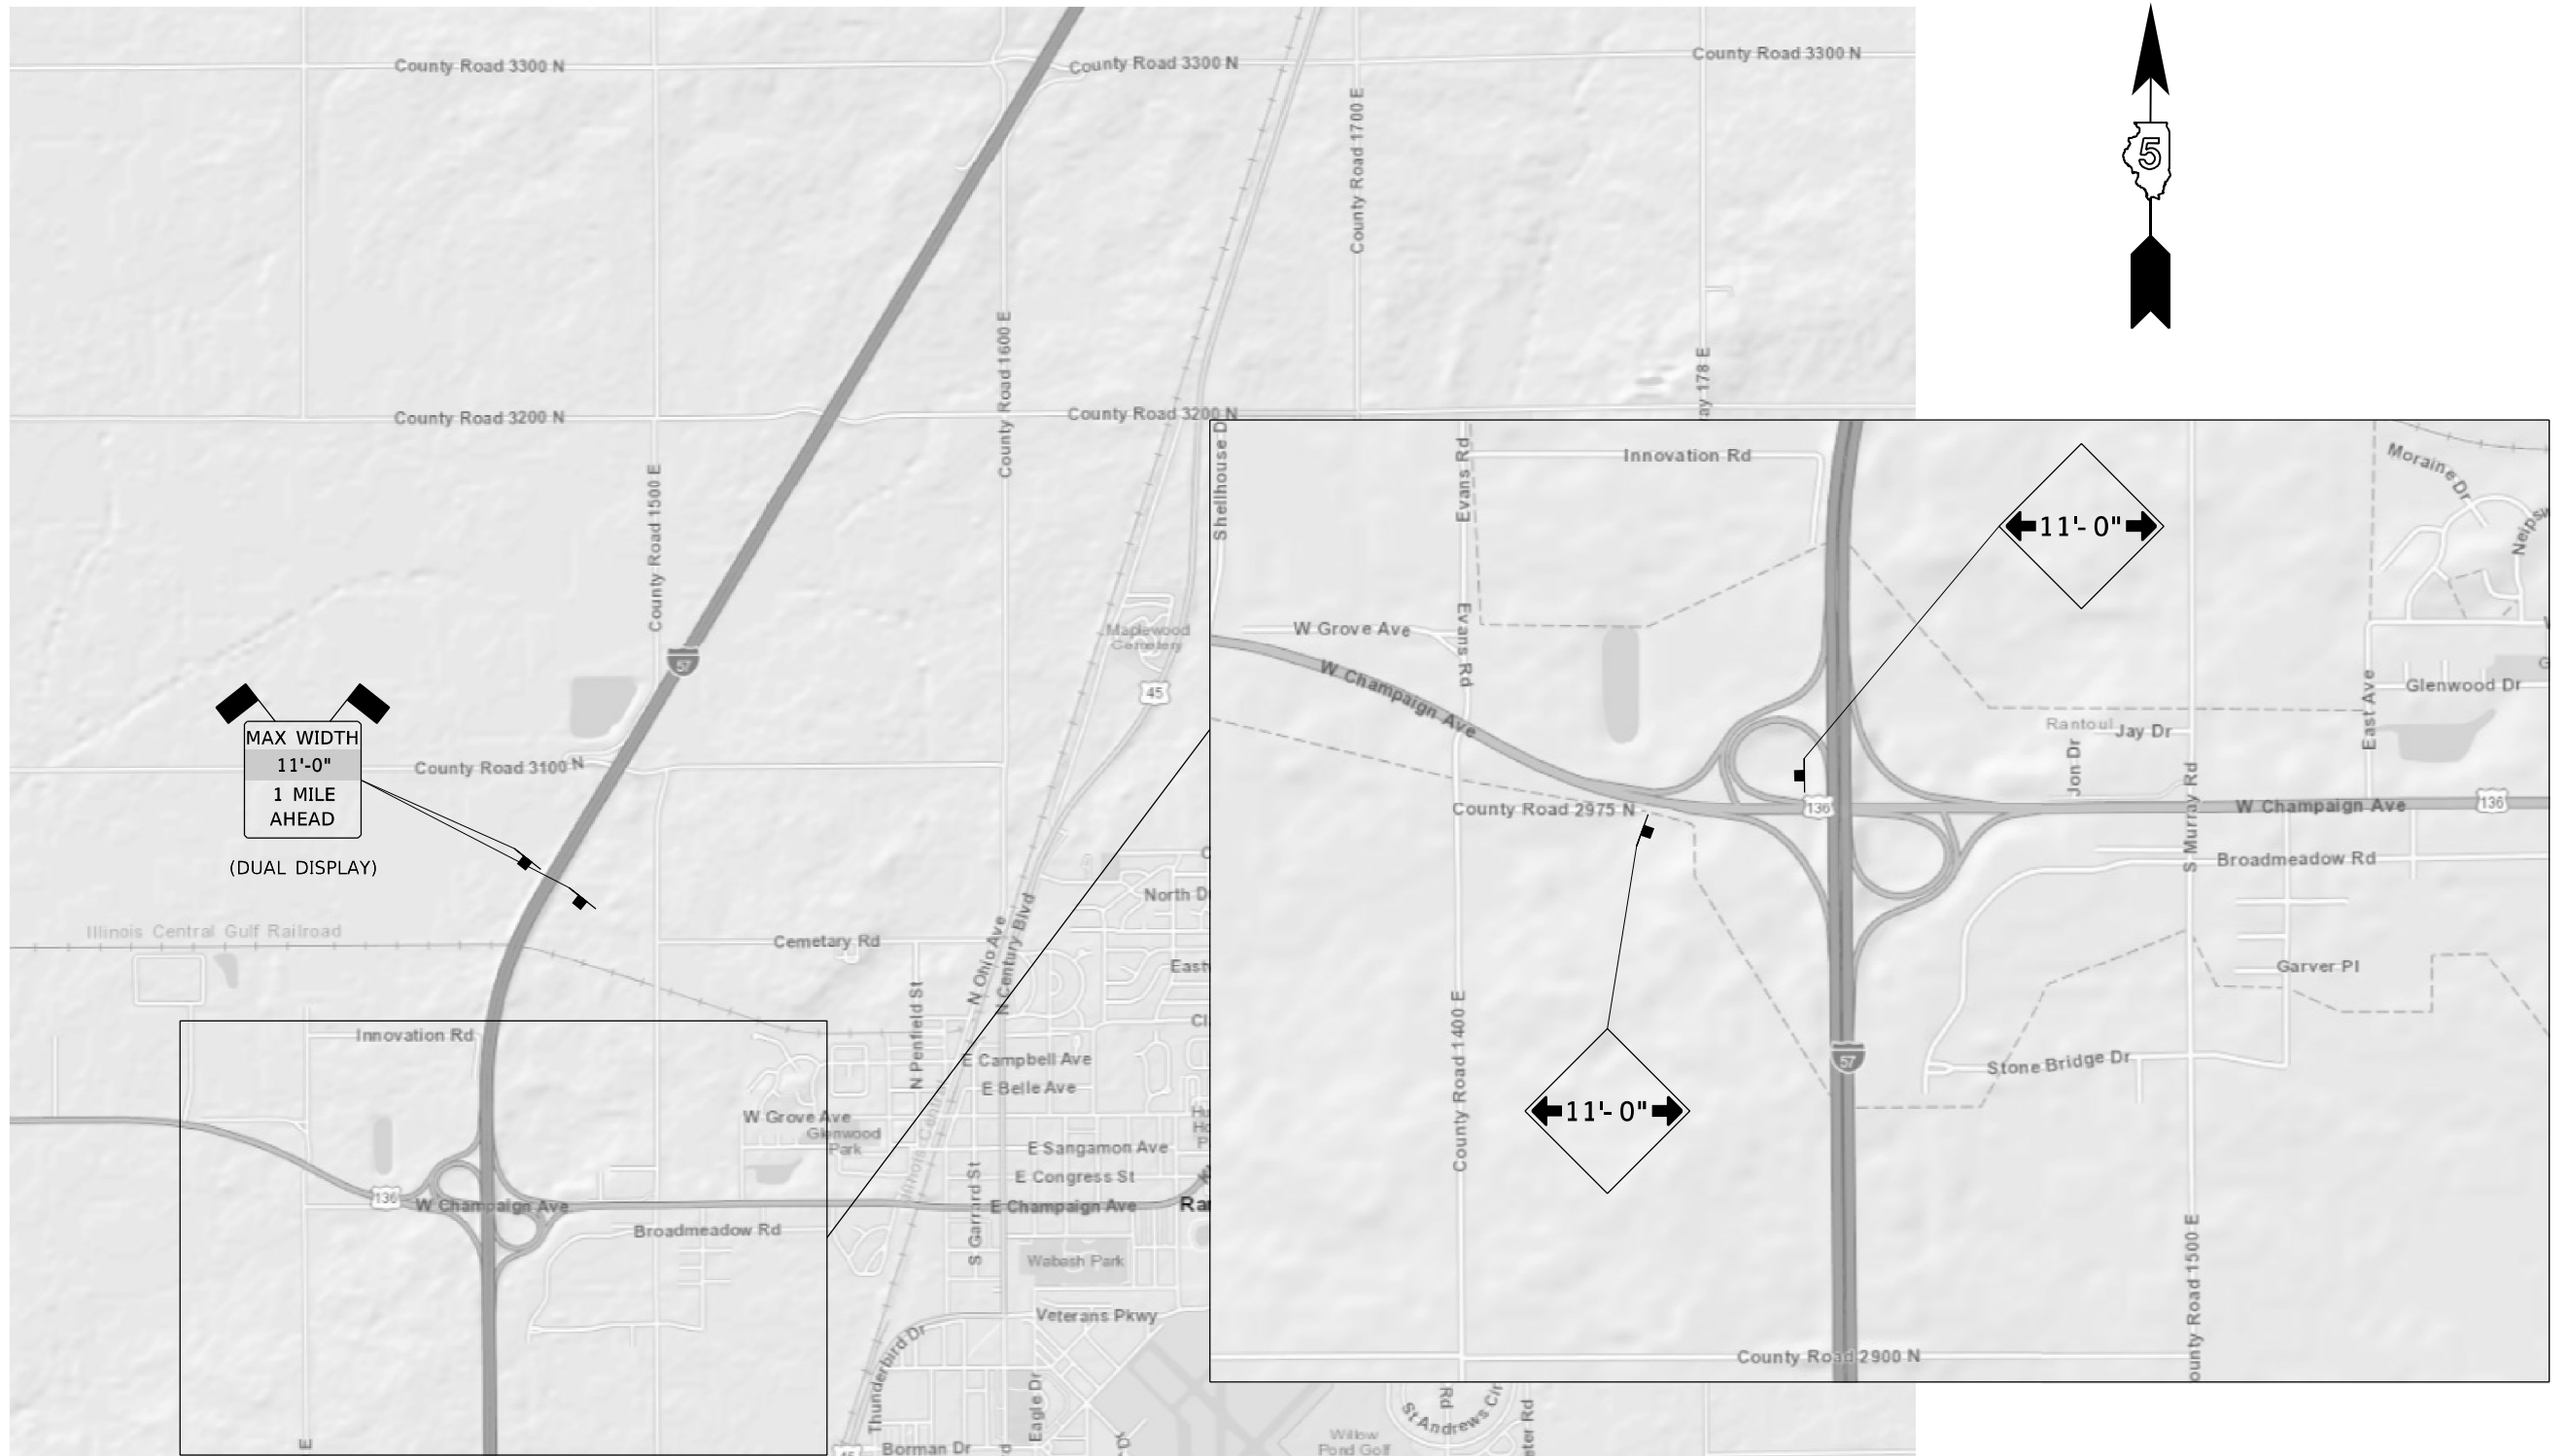 County Road 3300 N
County Road 3300 N
County Road 3300 N
5
County Road 1700 E
County Road 1600 E
County Road 3200 N
County Road 3200 N
County Road 1500 E
Maplewood
Cemetery
57
45
MAX WIDTH
11'-0"
1 MILE
AHEAD
(DUAL DISPLAY)
County Road 3100 N
Illinois Central Gulf Railroad
Cemetary Rd
N Ohio Ave
N Century Blvd
North D
East
N Penfield St
Innovation Rd
E Campbell Ave
E Belle Ave
W Grove Ave
Glenwood
Park
E Sangamon Ave
E Congress St
136
W Champaign Ave
E Champaign Ave
Ra
S Garrard St
Broadmeadow Rd
Wabash Park
Veterans Pkwy
Thunderbird Dr
Eagle Dr
Borman Dr
45
E
Rd
St Andrews Cir
Willow
Pond Golf
Shellhouse D
Evans Rd
Innovation Rd
11'-0"
Moraine Dr
W Grove Ave
Evans Rd
W Champaign Ave
Glenwood Dr
East Ave
Rantoul
Jay Dr
Jon Dr
S Murray Rd
County Road 2975 N
136
W Champaign Ave
136
Broadmeadow Rd
Garver Pl
County Road 1400 E
57
Stone Bridge Dr
11'-0"
ounty Road 1500 E
County Road 2900 N